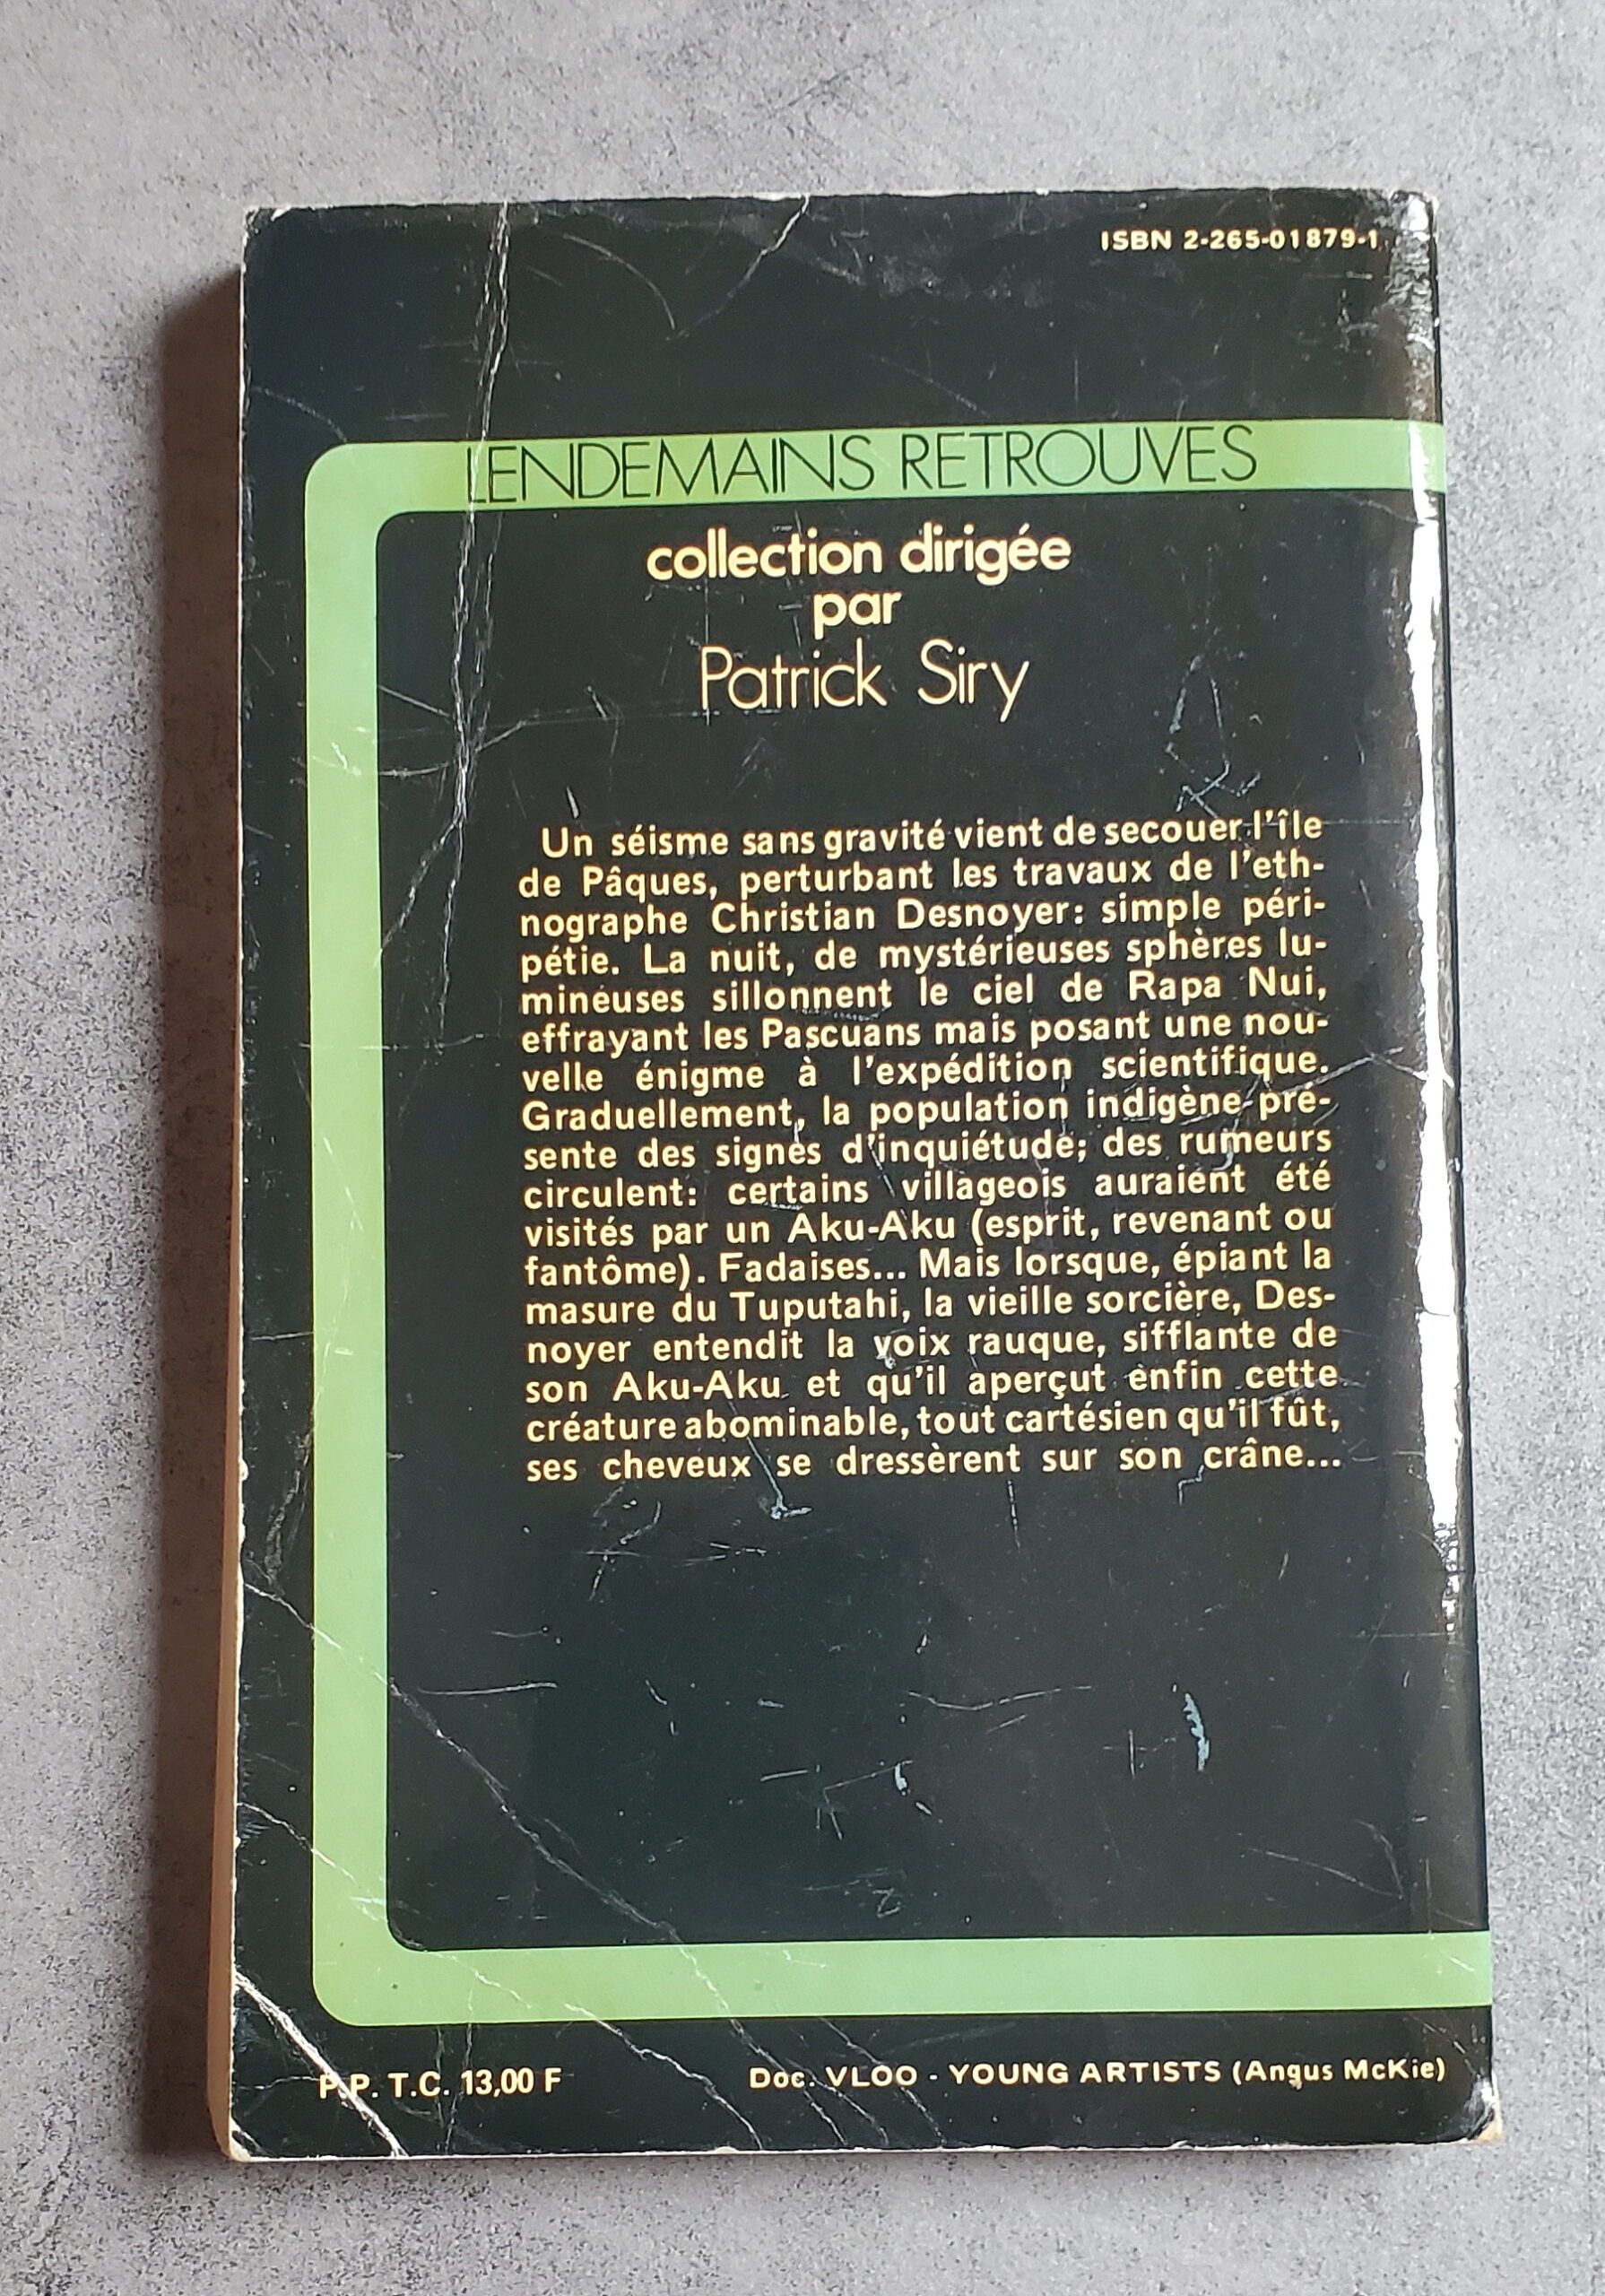 ISBN 2-265-01879-1
LENDEMAINS RETROUVES
collection dirigée
par
Patrick Siry
Un séisme sans gravité vient de secouer l'île
de Pâques, perturbant les travaux de l'eth-
nographe Christian Desnoyer: simple péri-
pétie. La nuit, de mystérieuses sphères lu-
mineuses sillonnent le ciel de Rapa Nui,
effrayant les Pascuans mais posant une nou-
velle énigme à l'expédition scientifique.
Graduellement, la population indigène pré-
sente des signes d'inquiétude; des rumeurs
circulent: certains villageois auraient été
visités par un Aku-Aku (esprit, revenant ou
fantôme). Fadaises... Mais lorsque, épiant la
masure du Tuputahi, la vieille sorcière, Des-
noyer entendit la voix rauque, sifflante de
son Aku-Aku et qu'il aperçut enfin cette
créature abominable, tout cartésien qu'il fût,
ses cheveux se dressèrent sur son crâne...
P.P. T.C. 13,00 F
Doc. VLOO - YOUNG ARTISTS (Angus McKie)